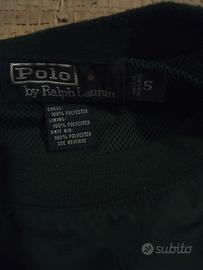 Polo
by Ralph Lauren
S
SHELL:
100% POLYESTER
LINING:
100% POLYESTER
KNIT RIB:
100% POLYESTER
SEE REVERSE
subito